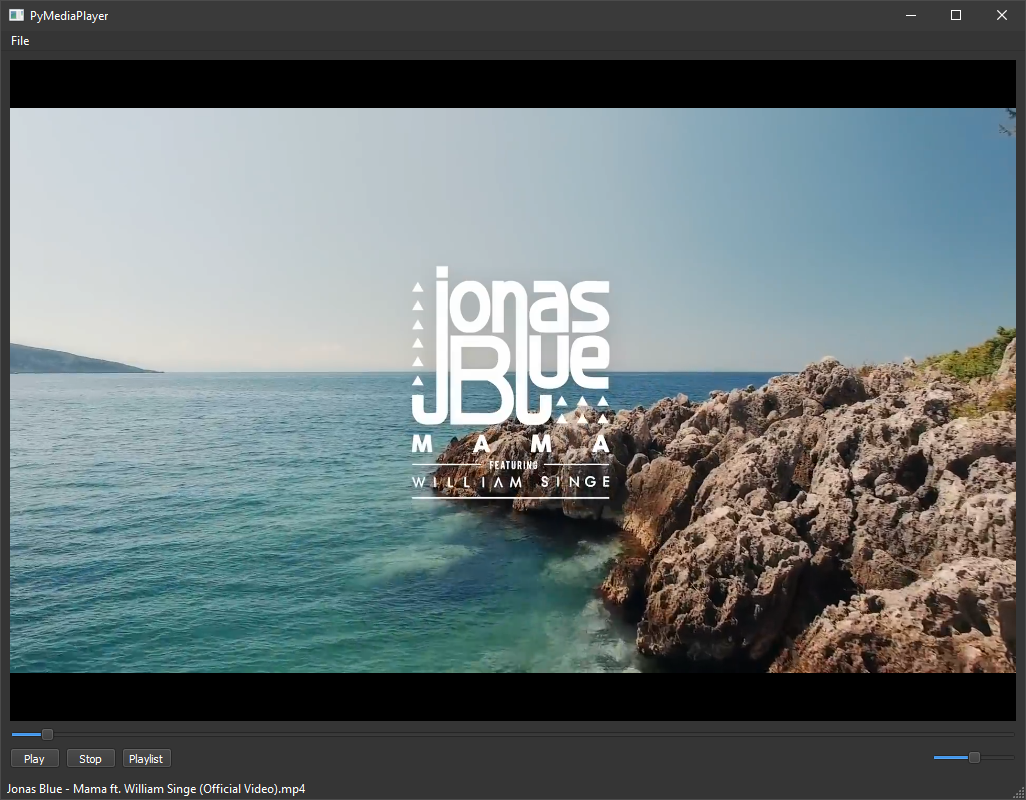 PyMediaPlayer
File
jonas
Blue
MAMA
FEATURING
WILLIAM SINGE
Play Stop Playlist
Jonas Blue - Mama ft. William Singe (Official Video).mp4